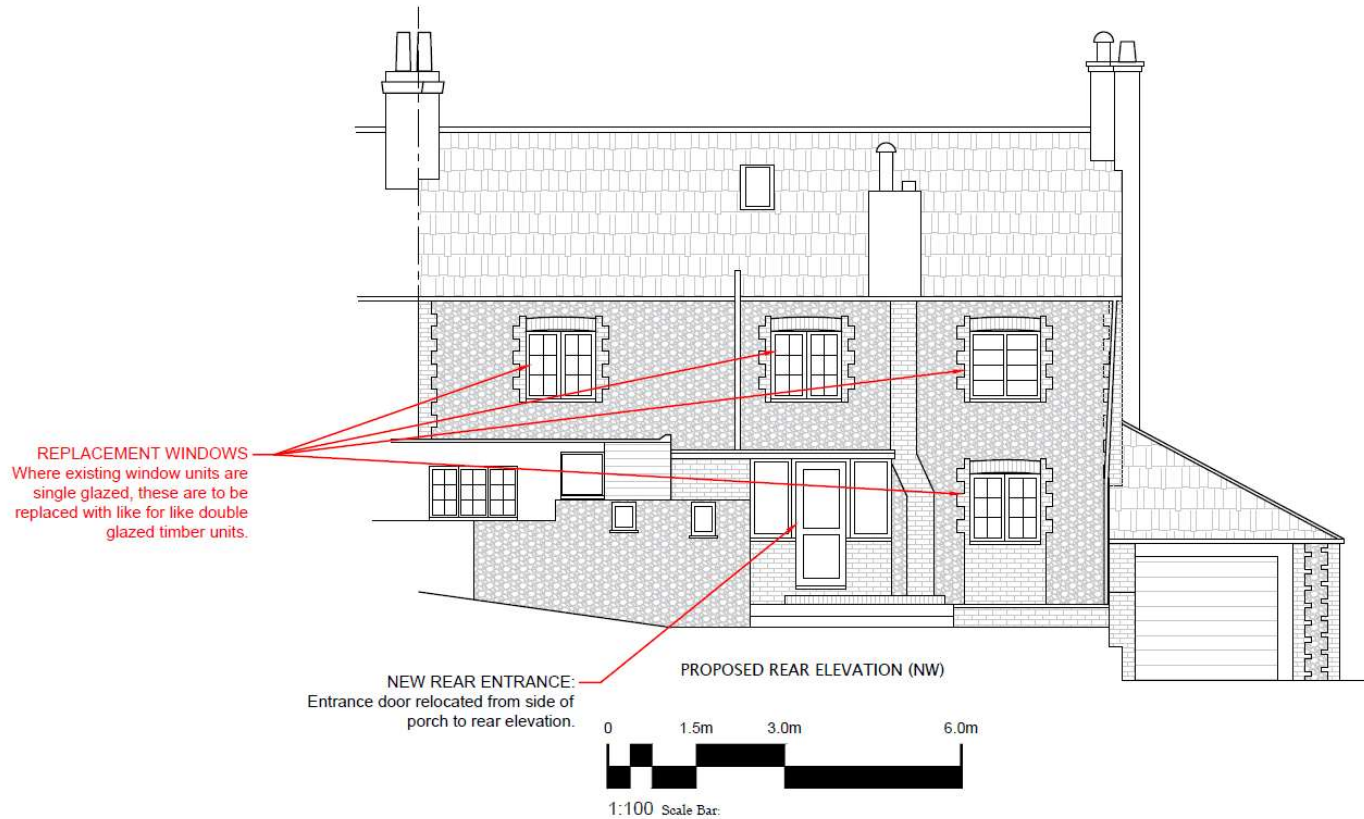 REPLACEMENT WINDOWS
Where existing window units are
single glazed, these are to be
replaced with like for like double
glazed timber units.
NEW REAR ENTRANCE:
Entrance door relocated from side of
porch to rear elevation.
PROPOSED REAR ELEVATION (NW)
0 1.5m 3.0m 6.0m
1:100 Scale Bar: